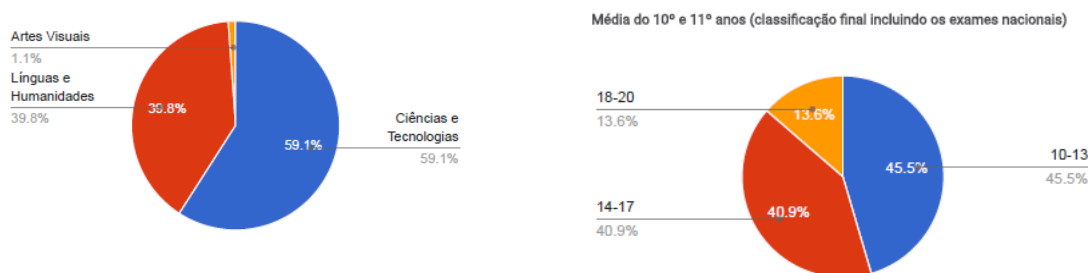 Artes Visuais
1.1%
Línguas e
Humanidades
39.8%
39.8%
59.1%
Ciências e
Tecnologias
59.1%
Média do 10º e 11º anos (classificação final incluindo os exames nacionais)
18-20
13.6%
13.6%
45.5%
10-13
45.5%
14-17
40.9%
40.9%